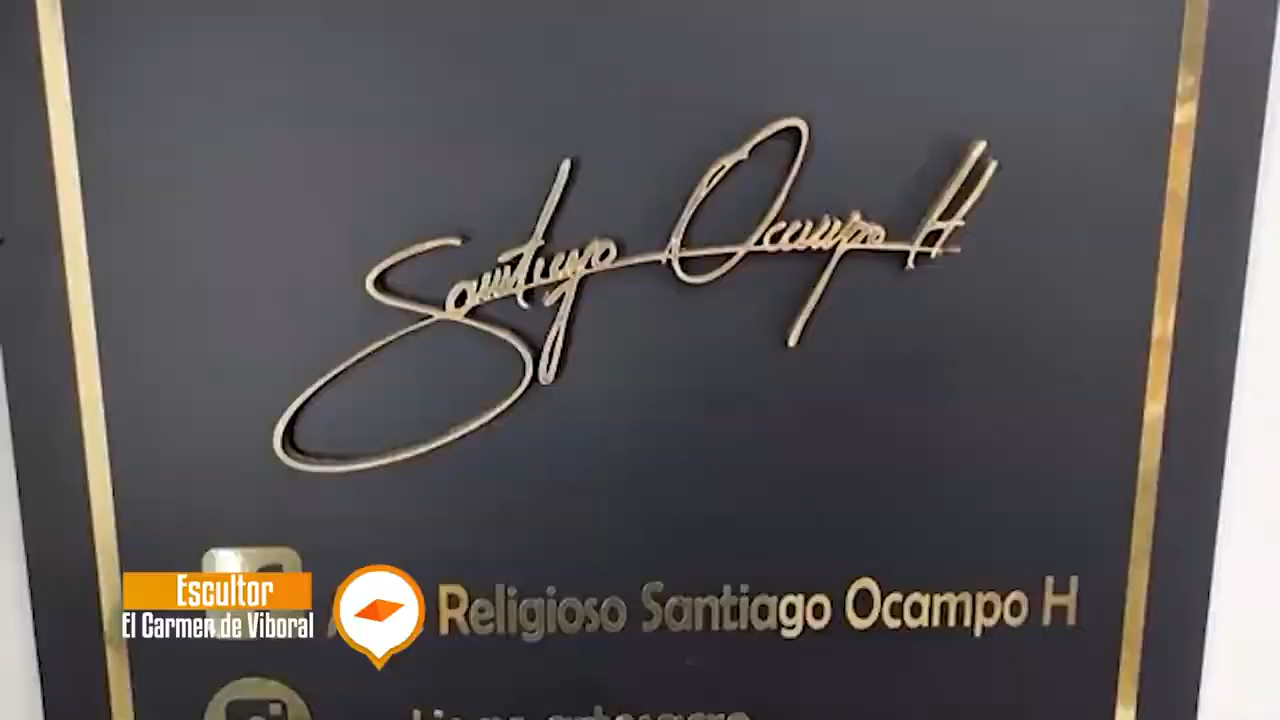 Santiago Ocampo H
Escultor
El Carmen de Viboral
Religioso Santiago Ocampo H